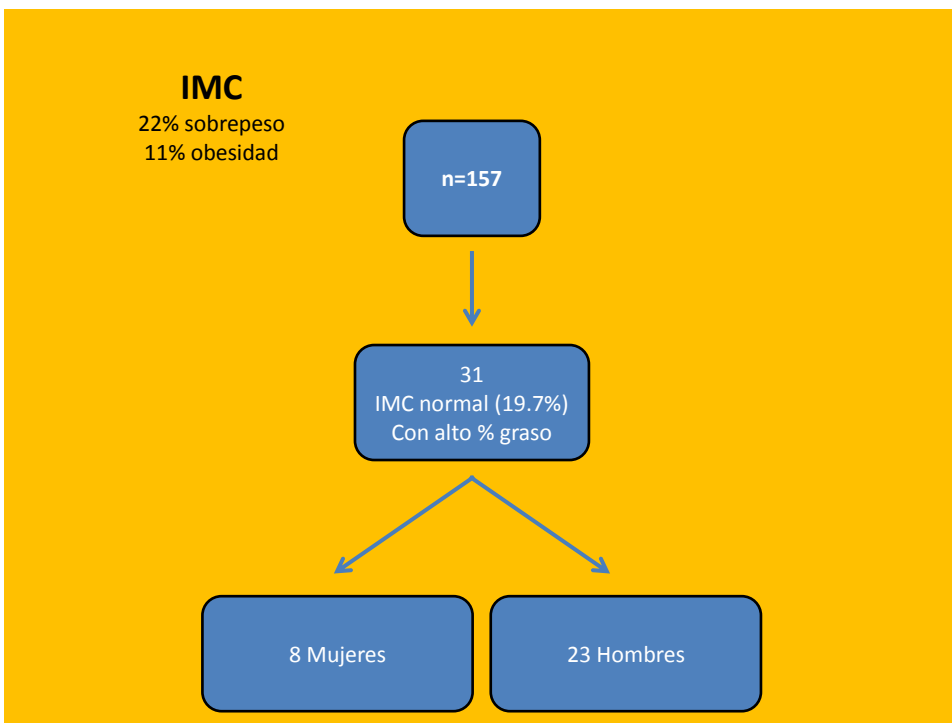 IMC
22% sobrepeso
11% obesidad
n=157
31
IMC normal (19.7%)
Con alto % graso
8 Mujeres
23 Hombres